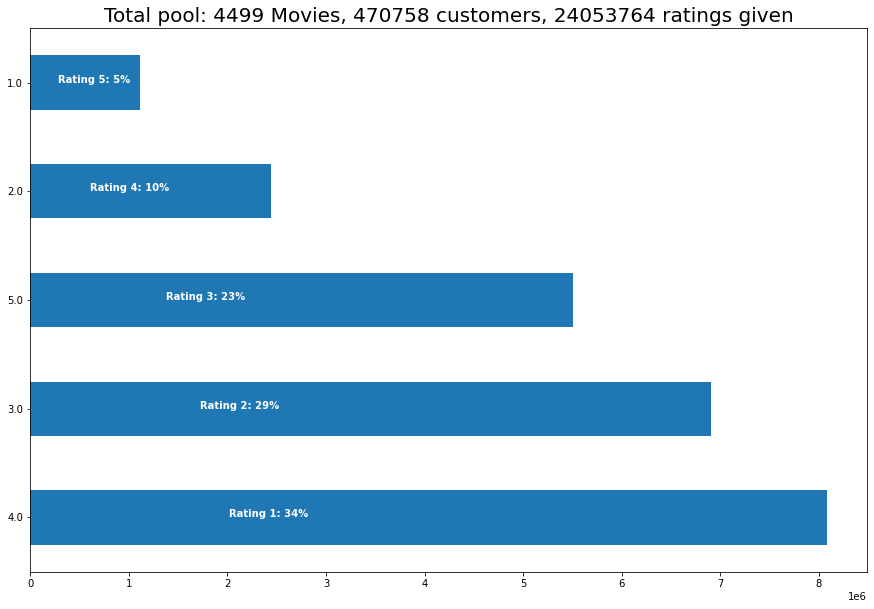 Total pool: 4499 Movies, 470758 customers, 24053764 ratings given
1.0
Rating 5: 5%
2.0
Rating 4: 10%
5.0
Rating 3: 23%
3.0
Rating 2: 29%
4.0
Rating 1: 34%
0 1 2 3 4 5 6 7 8
1e6